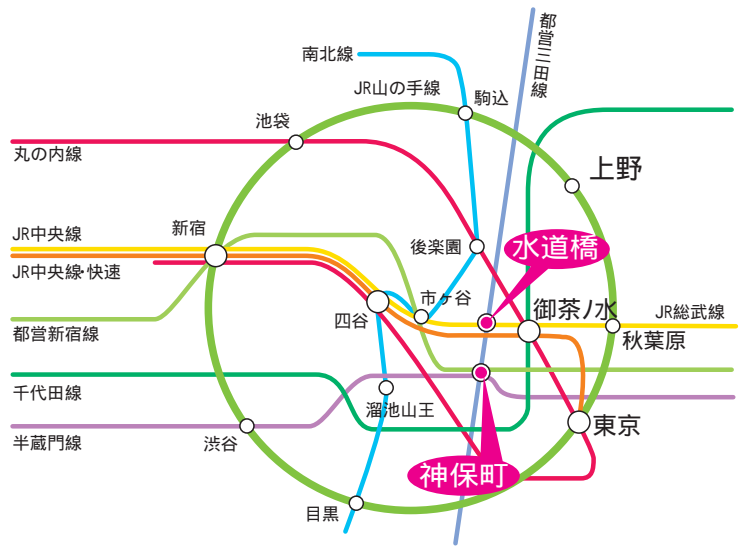 都営三田線
南北線
JR山の手線
駒込
池袋
丸の内線
上野
新宿
JR中央線
後楽園
水道橋
JR中央線・快速
市ヶ谷
御茶ノ水
JR総武線
四谷
都営新宿線
秋葉原
千代田線
溜池山王
半蔵門線
渋谷
東京
神保町
目黒